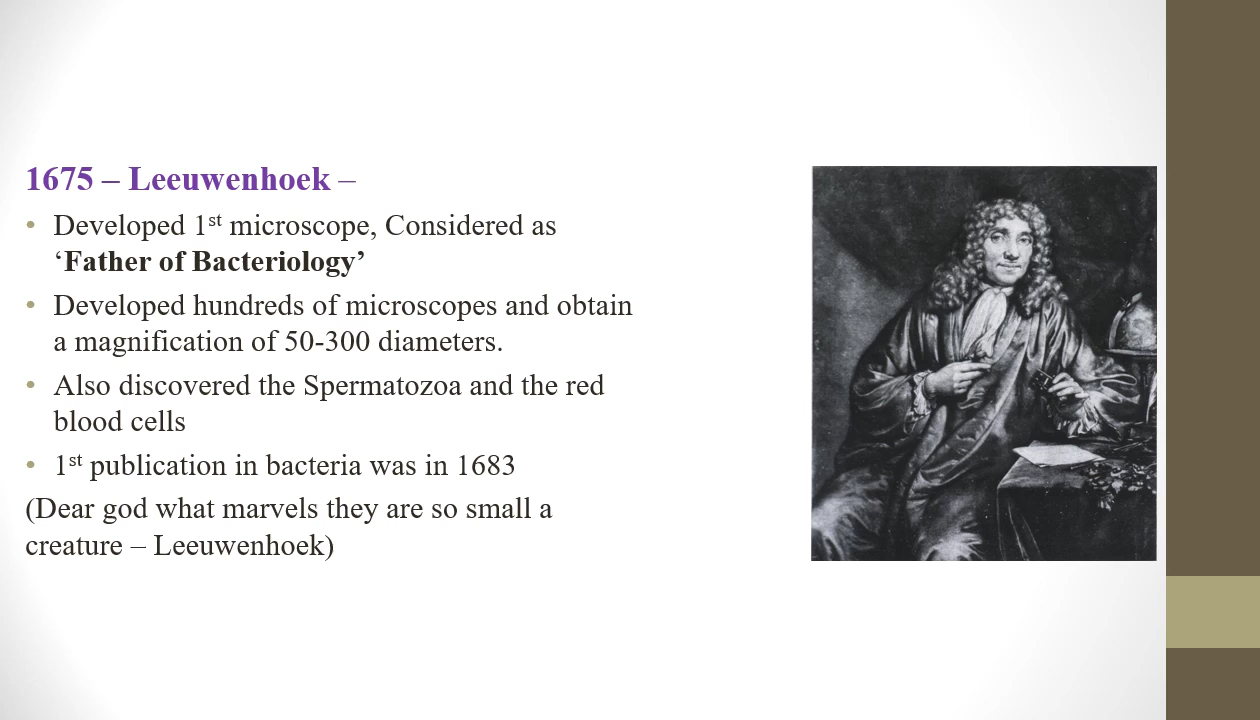 1675 – Leeuwenhoek –
• Developed 1st microscope, Considered as
‘Father of Bacteriology’
• Developed hundreds of microscopes and obtain
a magnification of 50-300 diameters.
• Also discovered the Spermatozoa and the red
blood cells
• 1st publication in bacteria was in 1683
(Dear god what marvels they are so small a
creature – Leeuwenhoek)